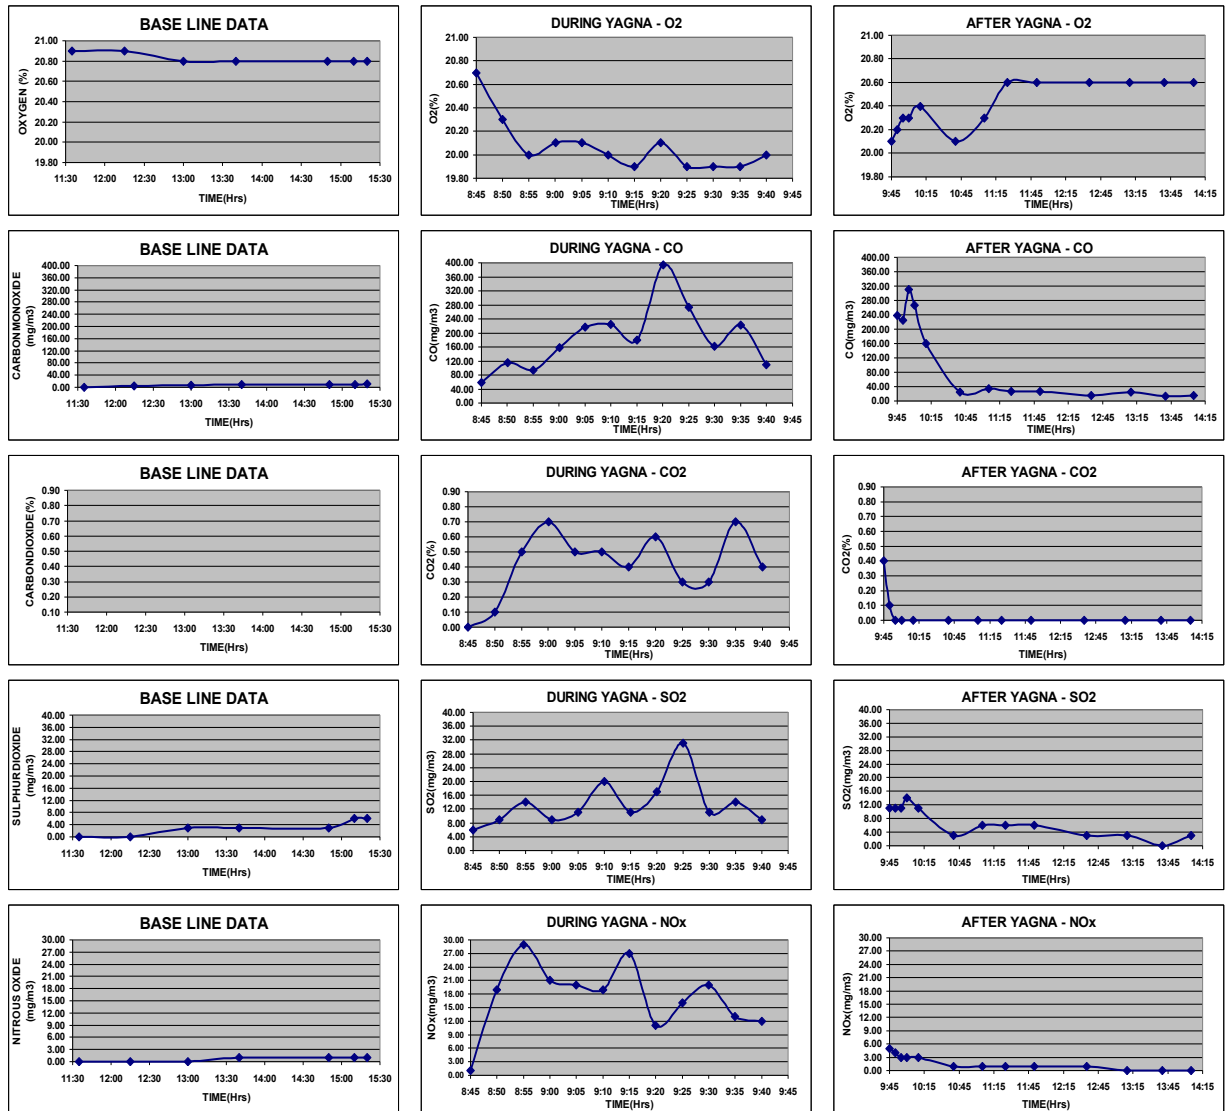 BASE LINE DATA
OXYGEN (%)
21.00
20.80
20.60
20.40
20.20
20.00
19.80
11:30 12:00 12:30 13:00 13:30 14:00 14:30 15:00 15:30
TIME(Hrs)
DURING YAGNA - O2
O2(%)
21.00
20.80
20.60
20.40
20.20
20.00
19.80
8:45 8:50 8:55 9:00 9:05 9:10 9:15 9:20 9:25 9:30 9:35 9:40 9:45
TIME(Hrs)
AFTER YAGNA - O2
O2(%)
21.00
20.80
20.60
20.40
20.20
20.00
19.80
9:45 10:15 10:45 11:15 11:45 12:15 12:45 13:15 13:45 14:15
TIME(Hrs)
BASE LINE DATA
CARBONMONOXIDE
(mg/m3)
400.00
360.00
320.00
280.00
240.00
200.00
160.00
120.00
80.00
40.00
0.00
11:30 12:00 12:30 13:00 13:30 14:00 14:30 15:00 15:30
TIME(Hrs)
DURING YAGNA - CO
CO(mg/m3)
400.00
360.00
320.00
280.00
240.00
200.00
160.00
120.00
80.00
40.00
0.00
8:45 8:50 8:55 9:00 9:05 9:10 9:15 9:20 9:25 9:30 9:35 9:40 9:45
TIME(Hrs)
AFTER YAGNA - CO
CO(mg/m3)
400.00
360.00
320.00
280.00
240.00
200.00
160.00
120.00
80.00
40.00
0.00
9:45 10:15 10:45 11:15 11:45 12:15 12:45 13:15 13:45 14:15
TIME(Hrs)
BASE LINE DATA
CARBONDIOXIDE(%)
0.90
0.80
0.70
0.60
0.50
0.40
0.30
0.20
0.10
11:30 12:00 12:30 13:00 13:30 14:00 14:30 15:00 15:30
TIME(Hrs)
DURING YAGNA - CO2
CO2(%)
0.90
0.80
0.70
0.60
0.50
0.40
0.30
0.20
0.10
0.00
8:45 8:50 8:55 9:00 9:05 9:10 9:15 9:20 9:25 9:30 9:35 9:40 9:45
TIME(Hrs)
AFTER YAGNA - CO2
CO2(%)
0.90
0.80
0.70
0.60
0.50
0.40
0.30
0.20
0.10
0.00
9:45 10:15 10:45 11:15 11:45 12:15 12:45 13:15 13:45 14:15
TIME(Hrs)
BASE LINE DATA
SULPHURDIOXIDE
(mg/m3)
40.00
36.00
32.00
28.00
24.00
20.00
16.00
12.00
8.00
4.00
0.00
11:30 12:00 12:30 13:00 13:30 14:00 14:30 15:00 15:30
TIME(Hrs)
DURING YAGNA - SO2
SO2(mg/m3)
40.00
36.00
32.00
28.00
24.00
20.00
16.00
12.00
8.00
4.00
0.00
8:45 8:50 8:55 9:00 9:05 9:10 9:15 9:20 9:25 9:30 9:35 9:40 9:45
TIME(Hrs)
AFTER YAGNA - SO2
SO2(mg/m3)
40.00
36.00
32.00
28.00
24.00
20.00
16.00
12.00
8.00
4.00
0.00
9:45 10:15 10:45 11:15 11:45 12:15 12:45 13:15 13:45 14:15
TIME(Hrs)
BASE LINE DATA
NITROUS OXIDE
(mg/m3)
30.00
27.00
24.00
21.00
18.00
15.00
12.00
9.00
6.00
3.00
0.00
11:30 12:00 12:30 13:00 13:30 14:00 14:30 15:00 15:30
TIME(Hrs)
DURING YAGNA - NOx
NOx(mg/m3)
30.00
27.00
24.00
21.00
18.00
15.00
12.00
9.00
6.00
3.00
0.00
8:45 8:50 8:55 9:00 9:05 9:10 9:15 9:20 9:25 9:30 9:35 9:40 9:45
TIME(Hrs)
AFTER YAGNA - NOx
NOx(mg/m3)
30.00
27.00
24.00
21.00
18.00
15.00
12.00
9.00
6.00
3.00
0.00
9:45 10:15 10:45 11:15 11:45 12:15 12:45 13:15 13:45 14:15
TIME(Hrs)